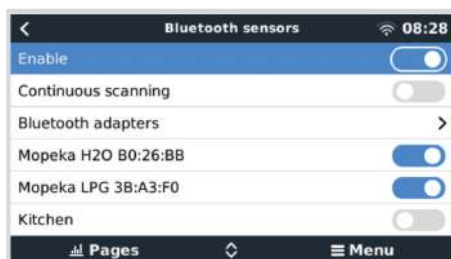 Bluetooth sensors 08:28
Enable
Continuous scanning
Bluetooth adapters
Mopeka H2O B0:26:BB
Mopeka LPG 3B:A3:F0
Kitchen
Pages Menu